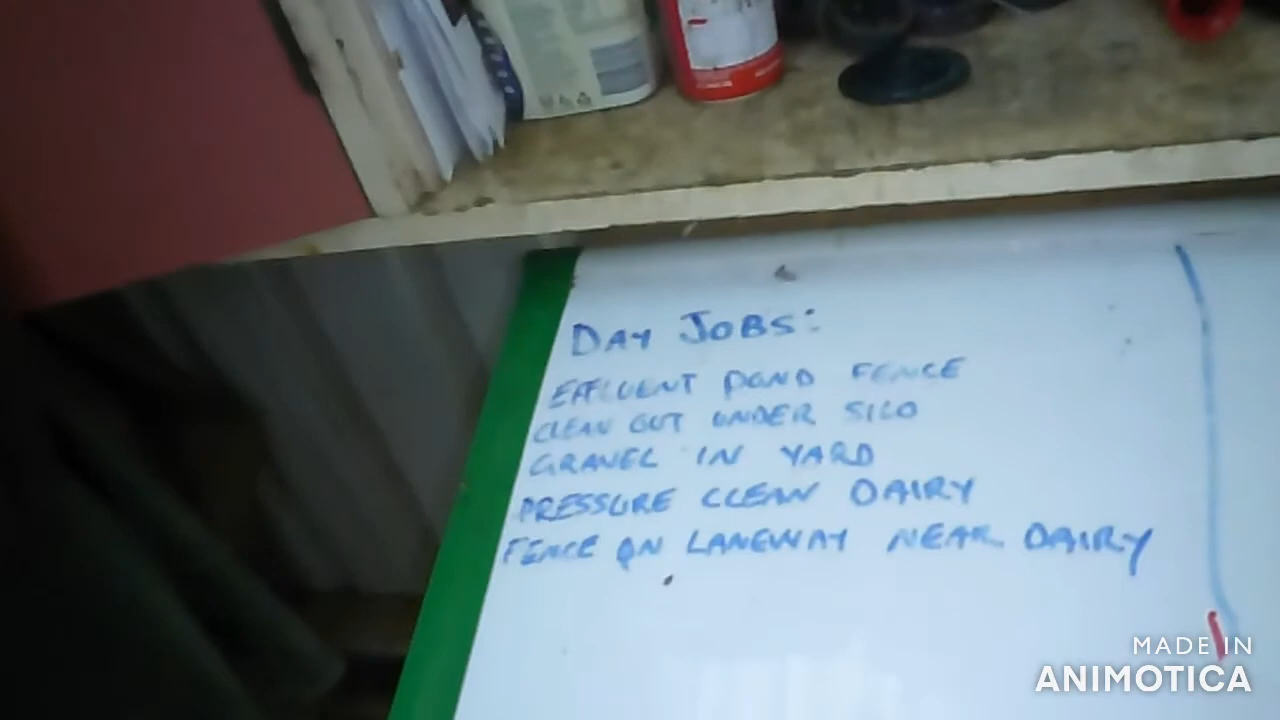 DAY JOBS:
EFFLUENT POND FENCE
CLEAN OUT UNDER SILO
GRAVEL IN YARD
PRESSURE CLEAN DAIRY
FENCE ON LANEWAY NEAR DAIRY
MADE IN
ANIMOTICA